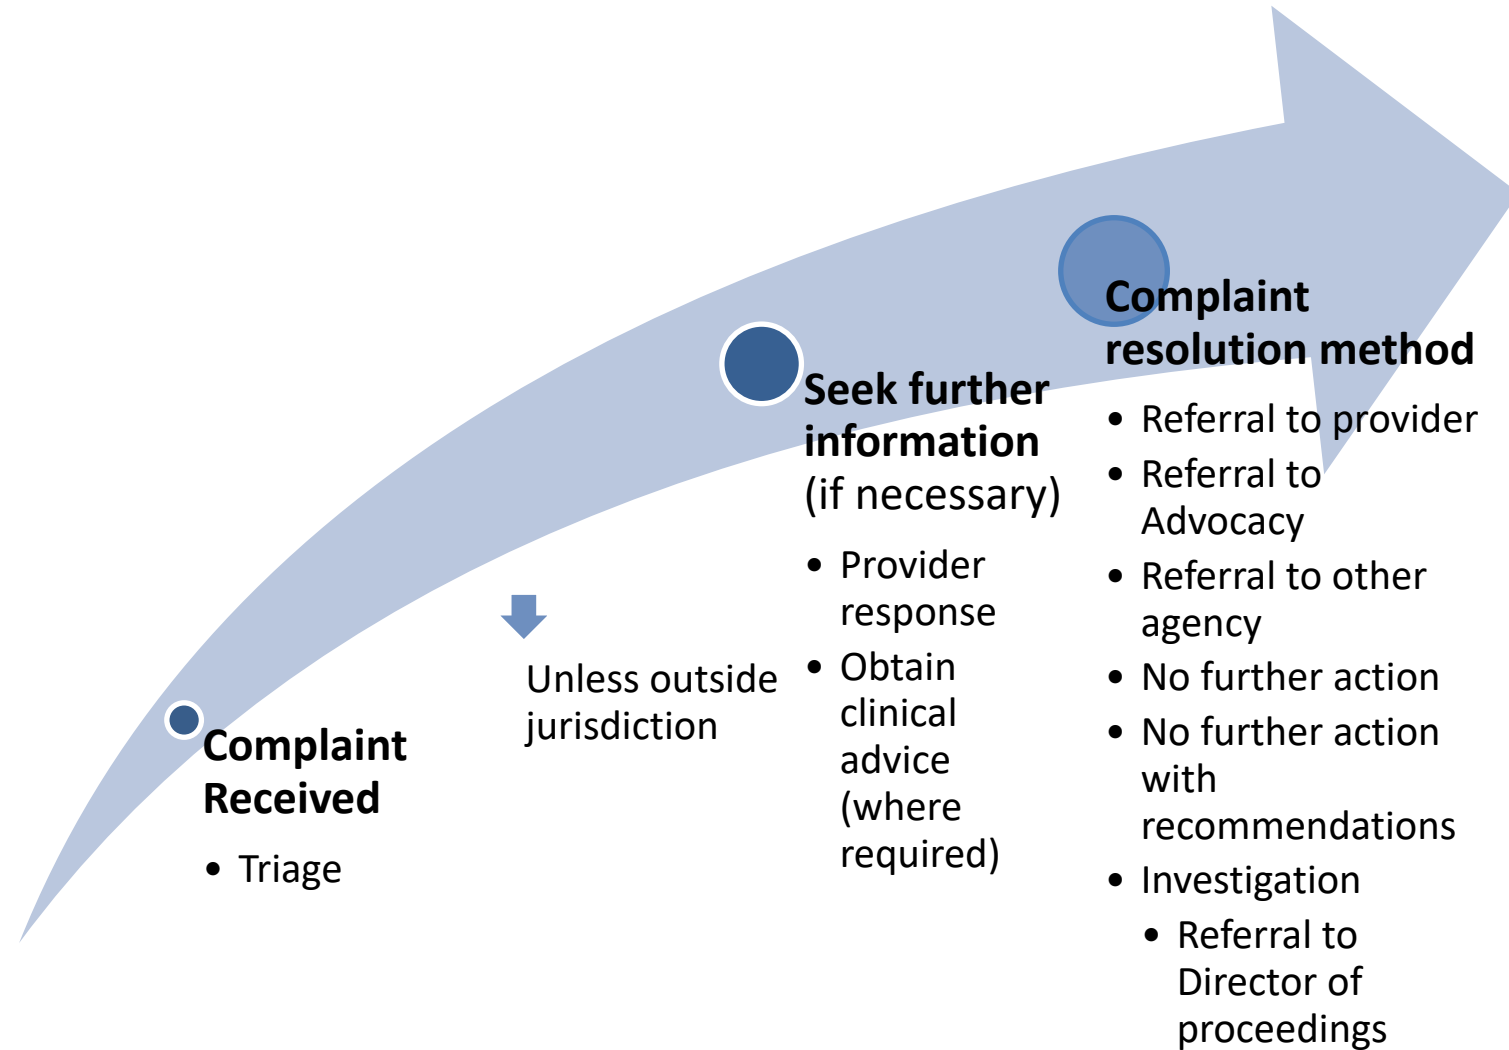 Complaint
Received
• Triage
Unless outside
jurisdiction
Seek further
information
(if necessary)
• Provider
response
• Obtain
clinical
advice
(where
required)
Complaint
resolution method
• Referral to provider
• Referral to
Advocacy
• Referral to other
agency
• No further action
• No further action
with
recommendations
• Investigation
• Referral to
Director of
proceedings